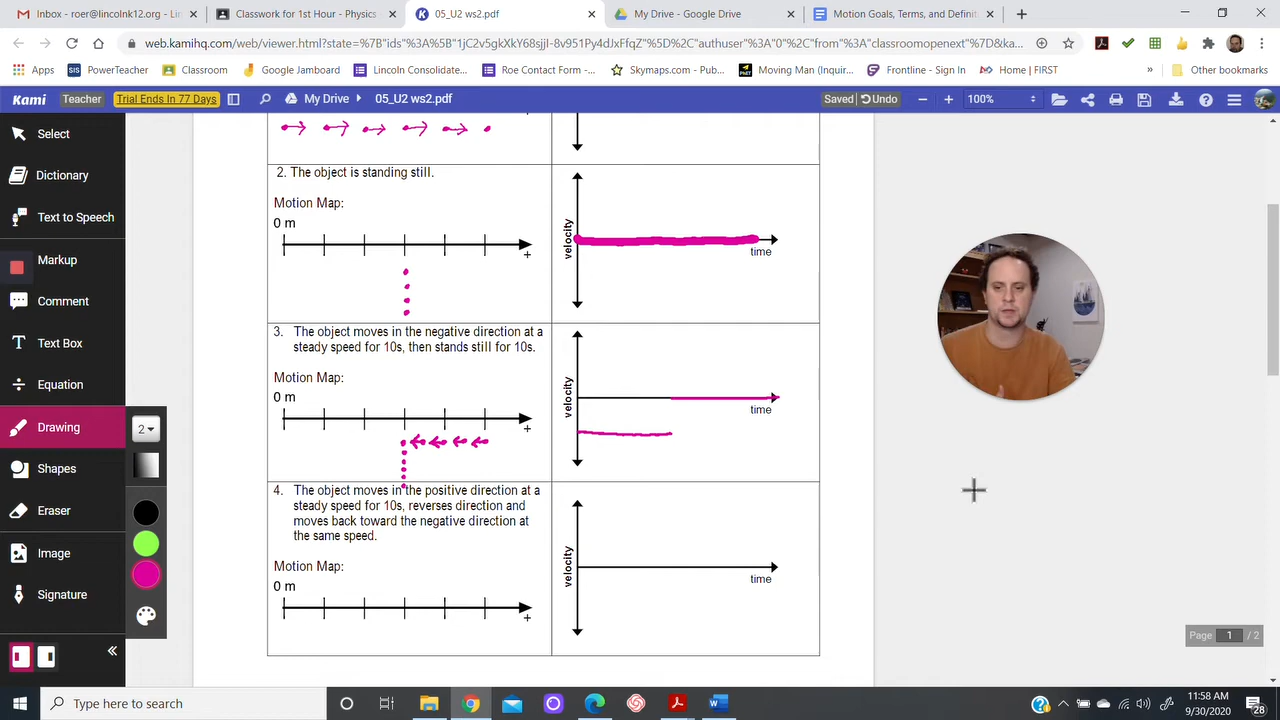 Inbox - roer@lincolnk12.org - Lin
Classwork for 1st Hour - Physics
05_U2 ws2.pdf
My Drive - Google Drive
Motion Goals, Terms, and Definit
web.kamihq.com/web/viewer.html?state=%7B"ids"%3A%5B"1jC2v5gkXkY68jijI-8v951Py4dJxFfqZ"%5D%2C"authuser"%3A"0"%2C"from"%3A"classroomopennext"%7D&ka...
Apps
PowerTeacher
Classroom
Google Jamboard
Lincoln Consolidate...
Roe Contact Form -...
Skymaps.com - Pub...
Moving Man (Inquir...
Frontline - Sign In
Home | FIRST
»
Other bookmarks
Kami
Teacher
Trial Ends In 77 Days
My Drive
05_U2 ws2.pdf
Saved
Undo
100%
Select
Dictionary
Text to Speech
Markup
Comment
Text Box
Equation
Drawing
2
Shapes
Eraser
Image
Signature
2. The object is standing still.
Motion Map:
0 m
+
velocity
time
3. The object moves in the negative direction at a
steady speed for 10s, then stands still for 10s.
Motion Map:
0 m
+
velocity
time
4. The object moves in the positive direction at a
steady speed for 10s, reverses direction and
moves back toward the negative direction at
the same speed.
Motion Map:
0 m
+
velocity
time
Page 1 / 2
Type here to search
11:58 AM
9/30/2020
28